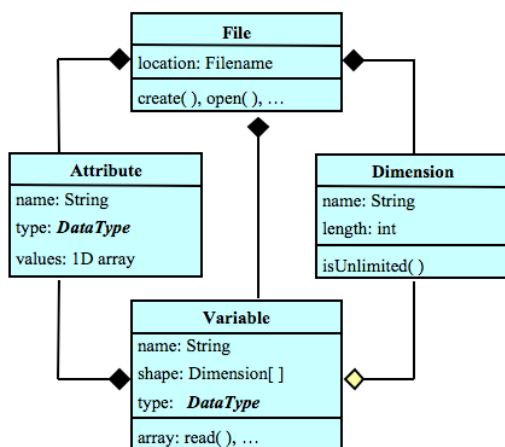 File
location: Filename
create( ), open( ), …
Attribute
name: String
type: DataType
values: 1D array
Dimension
name: String
length: int
isUnlimited( )
Variable
name: String
shape: Dimension[ ]
type: DataType
array: read( ), …